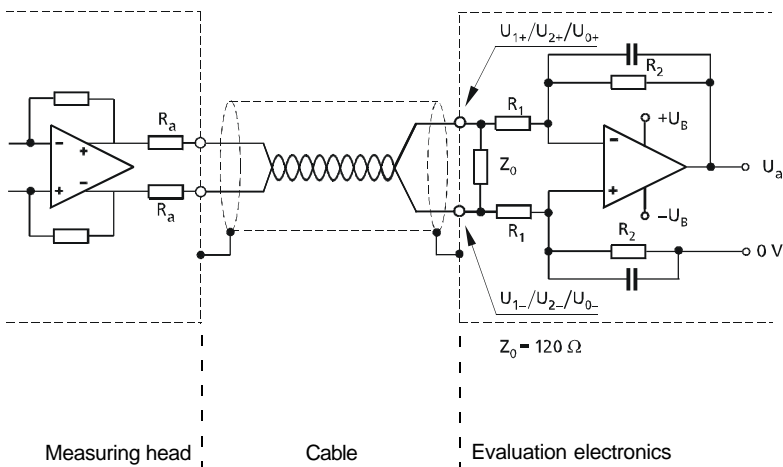 U1+/U2+/U0+
R2
Ra
R1
+UB
Z0
Ua
Ra
R1
−UB
R2
0 V
U1−/U2−/U0−
Z0 = 120 Ω
Measuring head
Cable
Evaluation electronics